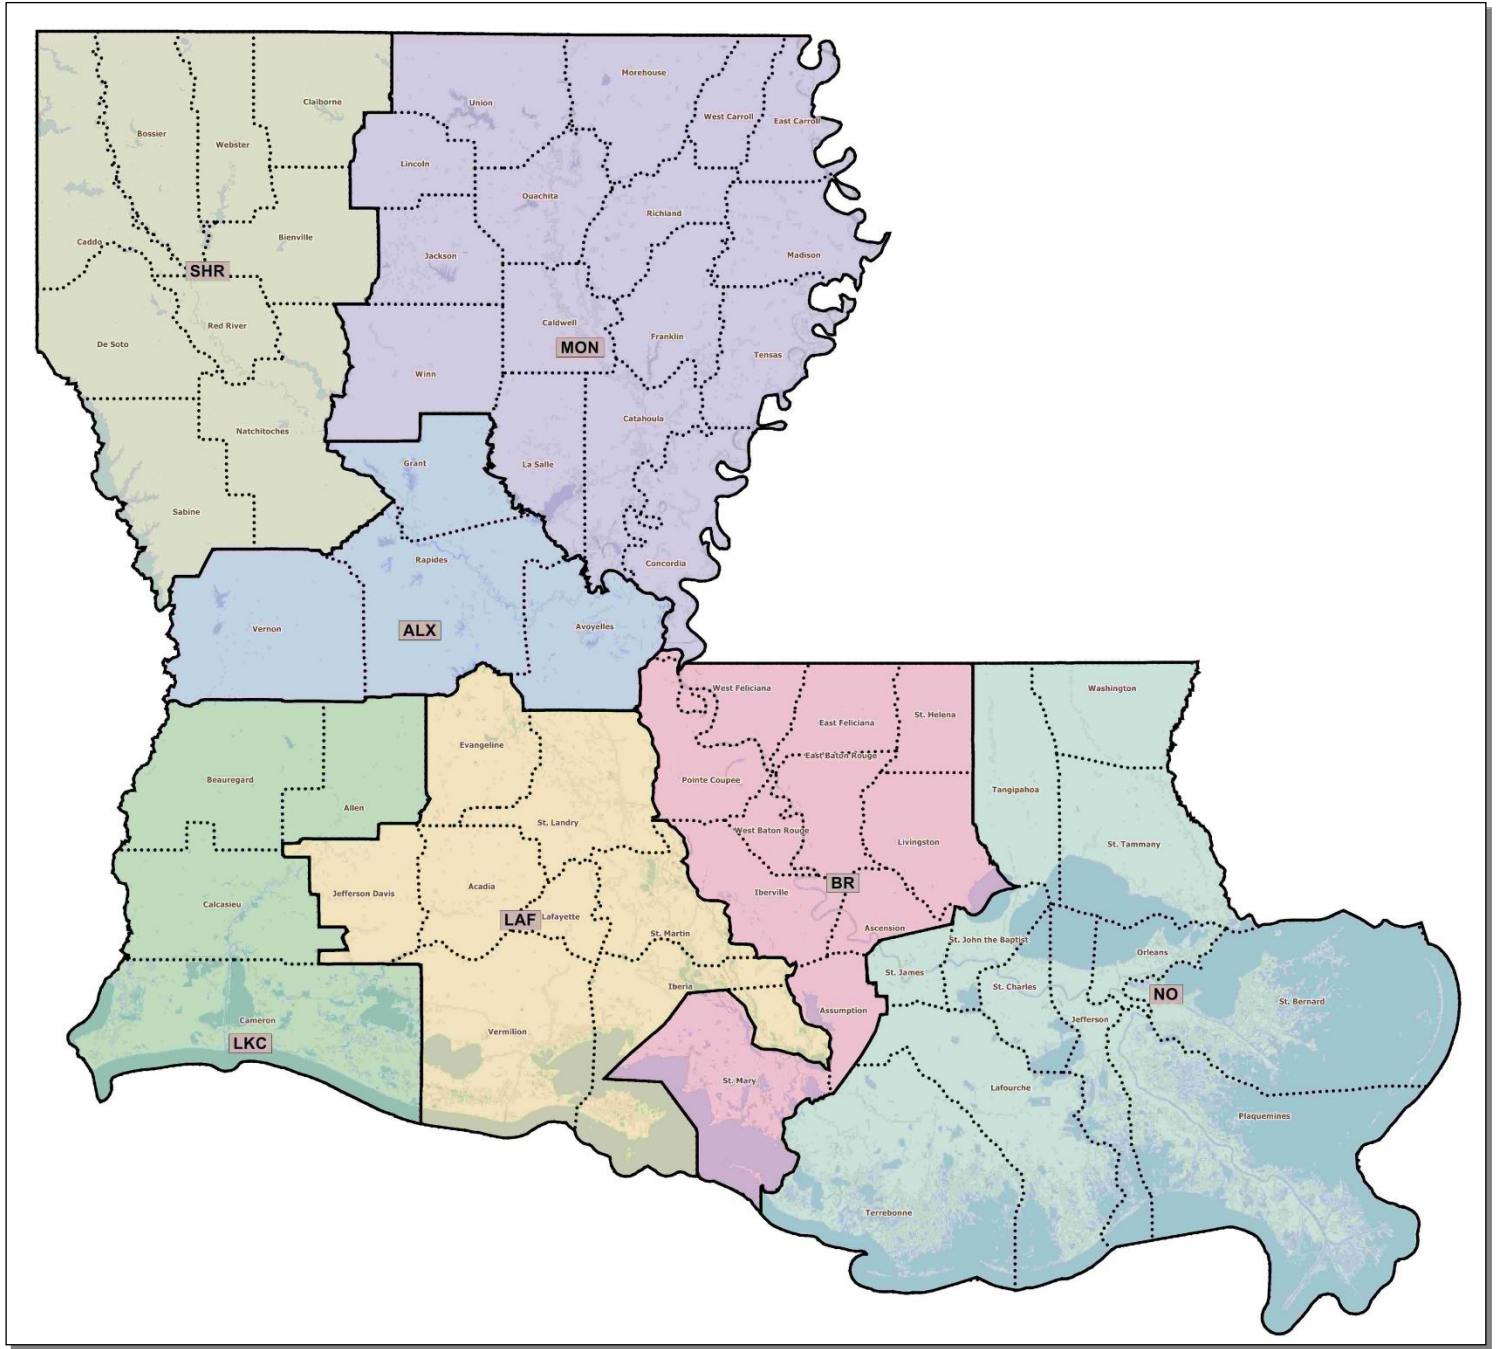 Morehouse
Union
Claiborne
West Carroll
East Carroll
Bossier
Webster
Lincoln
Ouachita
Richland
Caddo
Bienville
Jackson
Madison
SHR
Red River
Caldwell
Franklin
De Soto
MON
Tensas
Winn
Catahoula
Natchitoches
Grant
La Salle
Sabine
Rapides
Concordia
Vernon
ALX
Avoyelles
West Feliciana
Washington
East Feliciana
St. Helena
Evangeline
East Baton Rouge
Beauregard
Pointe Coupee
Tangipahoa
Allen
St. Landry
West Baton Rouge
Livingston
St. Tammany
Jefferson Davis
Acadia
Iberville
BR
Calcasieu
LAF
Lafayette
Ascension
St. Martin
St. John the Baptist
Orleans
St. James
Iberia
St. Charles
NO
St. Bernard
Assumption
Cameron
Jefferson
Vermilion
LKC
St. Mary
Lafourche
Plaquemines
Terrebonne